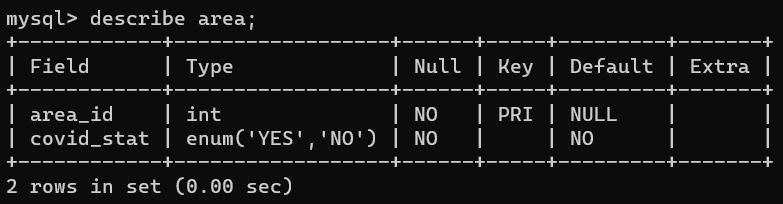 mysql> describe area;
+------------+------------------+------+-----+---------+-------+
| Field      | Type             | Null | Key | Default | Extra |
+------------+------------------+------+-----+---------+-------+
| area_id    | int              | NO   | PRI | NULL    |       |
| covid_stat | enum('YES','NO') | NO   |     | NO      |       |
+------------+------------------+------+-----+---------+-------+
2 rows in set (0.00 sec)